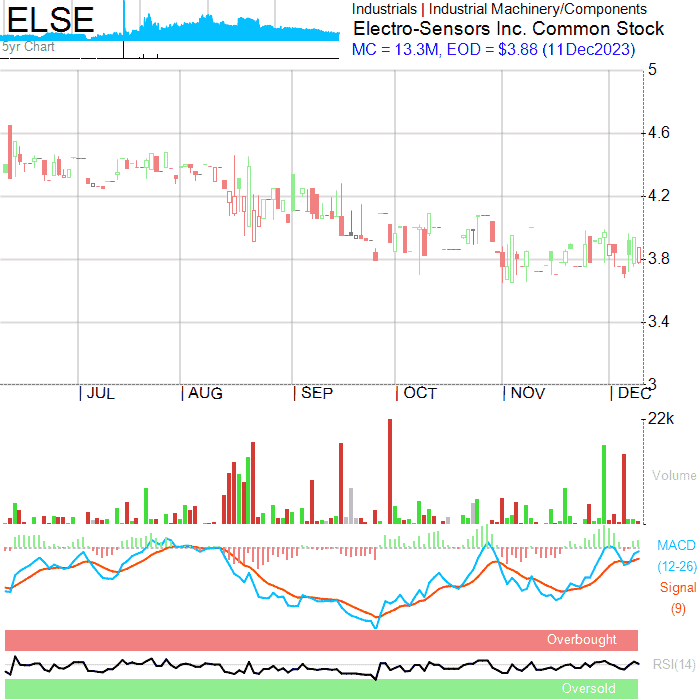 ELSE
5yr Chart
Industrials | Industrial Machinery/Components
Electro-Sensors Inc. Common Stock
MC = 13.3M, EOD = $3.88 (11Dec2023)
5
4.6
4.2
4
3.8
3.4
3
JUL AUG SEP OCT NOV DEC
22k
Volume
MACD
(12-26)
Signal
(9)
Overbought
RSI(14)
Oversold